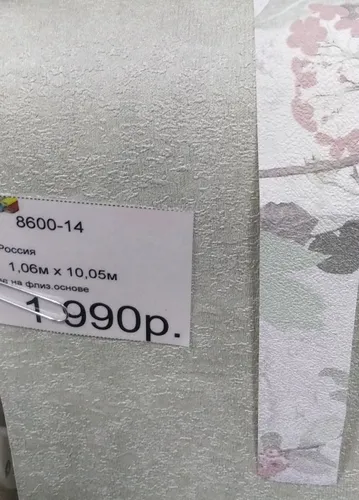 8600-14
Россия
1,06м x 10,05м
на флиз.основе
1 990р.